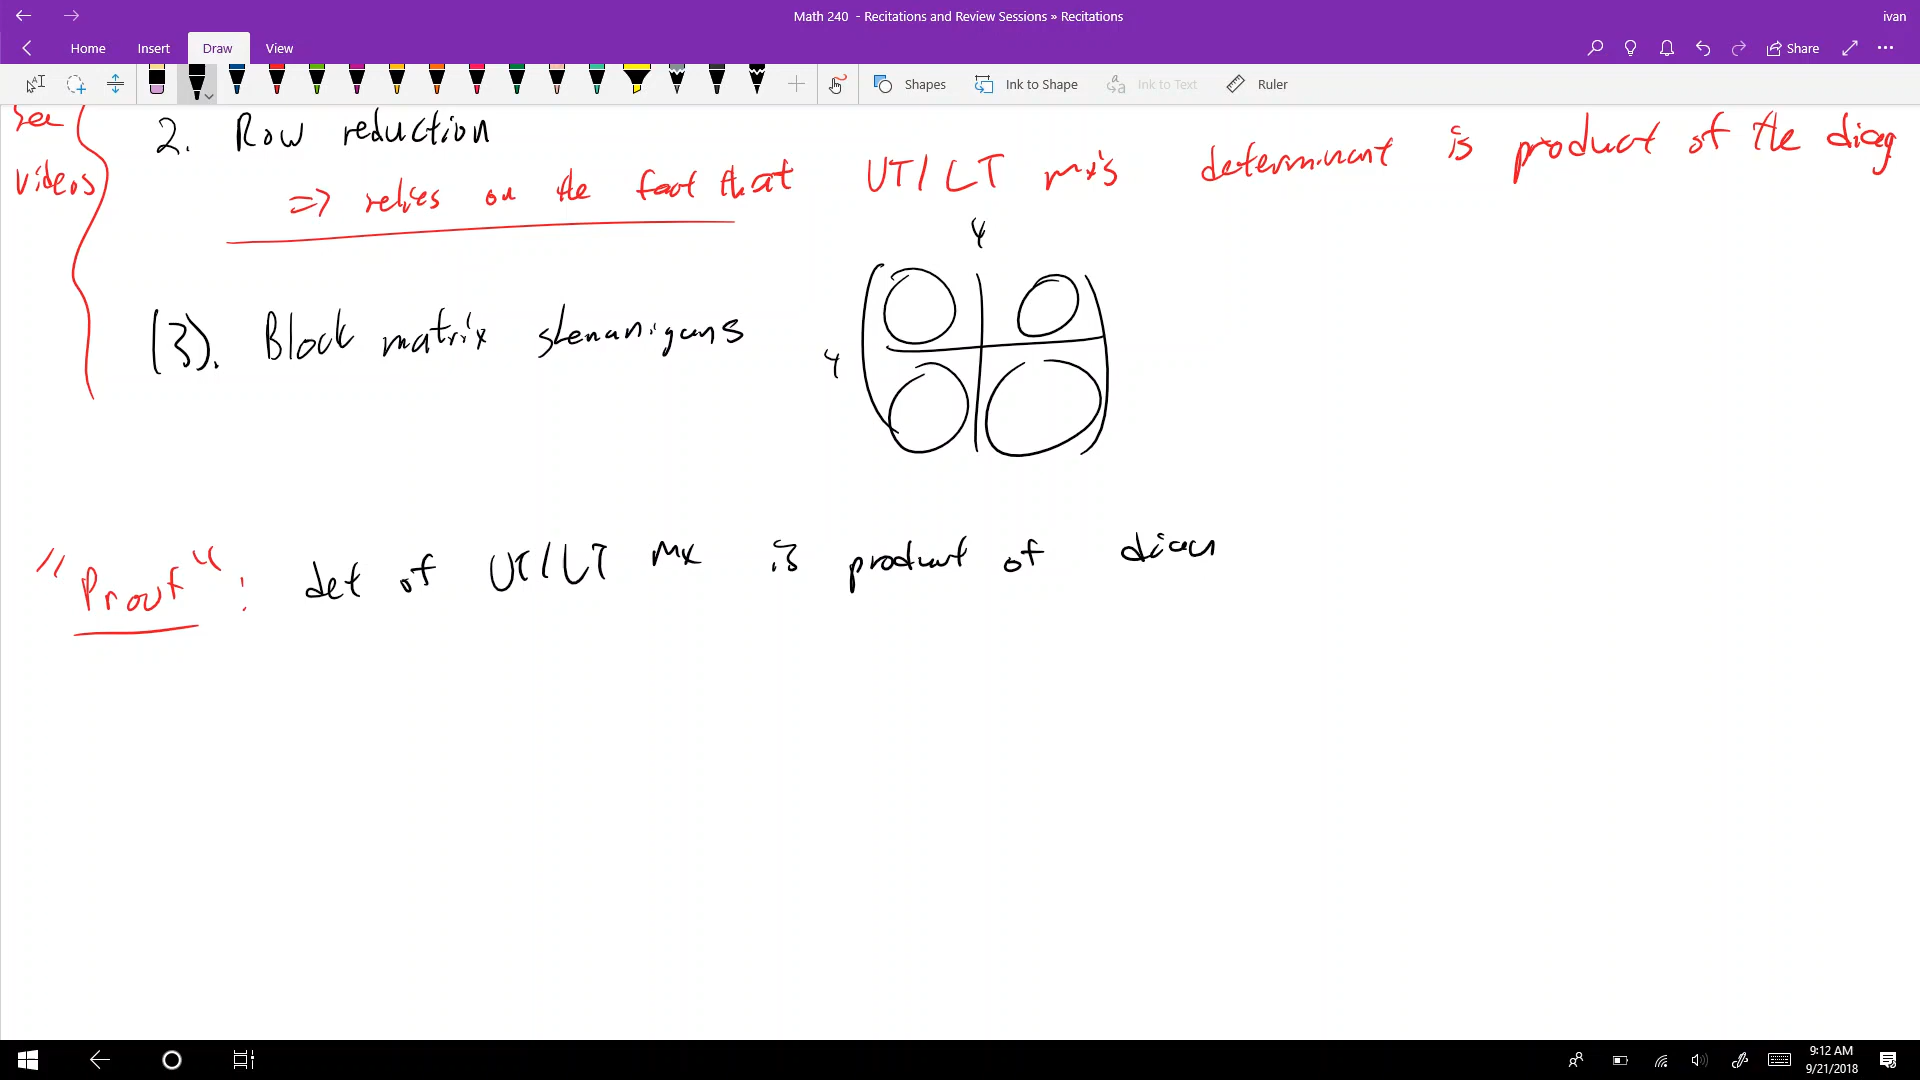 Math 240 - Recitations and Review Sessions » Recitations
ivan
Home Insert Draw View
Share
Shapes Ink to Shape Ink to Text Ruler
see
videos
2. Row reduction
=> relies on the fact that UT/LT mx's determinant is product of the diag
4
(3). Block matrix shenanigans
4
"Proof": det of UT/LT mx is product of diag
9:12 AM
9/21/2018